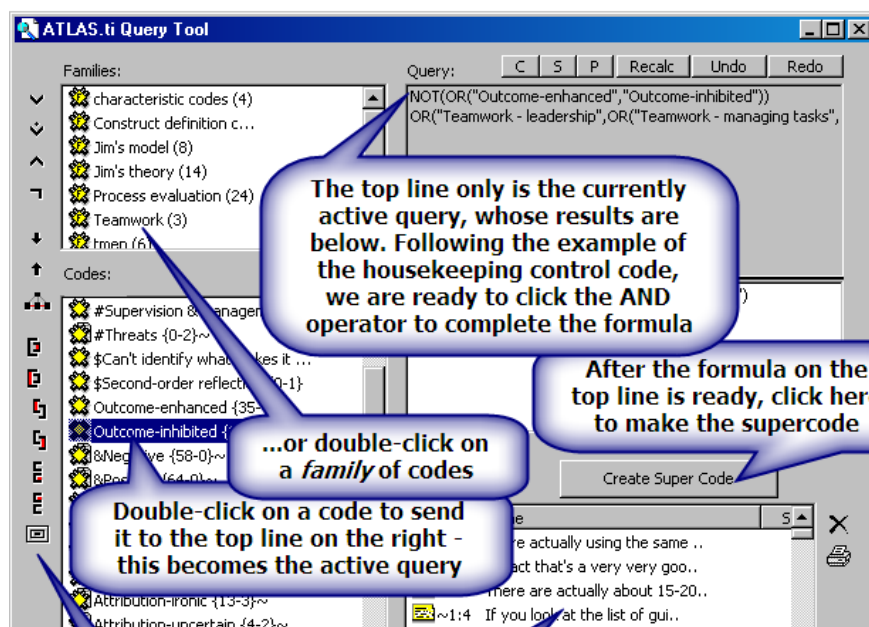 ATLAS.ti Query Tool
Families:
characteristic codes (4)
Construct definition c...
Jim's model (8)
Jim's theory (14)
Process evaluation (24)
Teamwork (3)
tmen (6)
Query:
C S P Recalc Undo Redo
NOT(OR("Outcome-enhanced","Outcome-inhibited"))
OR("Teamwork - leadership",OR("Teamwork - managing tasks",
The top line only is the currently
active query, whose results are
below. Following the example of
the housekeeping control code,
we are ready to click the AND
operator to complete the formula
Codes:
#Supervision &
#Threats {0-2}~
$Can't identify
$Second-order
Outcome-enhanced {35-
Outcome-inhibited
{58-0}~
...or double-click on
a family of codes
After the formula on the
top line is ready, click here
to make the supercode
Create Super Code
Double-click on a code to send
it to the top line on the right -
this becomes the active query
Attribution-ironic {13-3}~
Attribution-uncertain {4-2}~
S
re actually using the same ..
act that's a very very goo..
There are actually about 15-20..
~1:4 If you look at the list of gui..